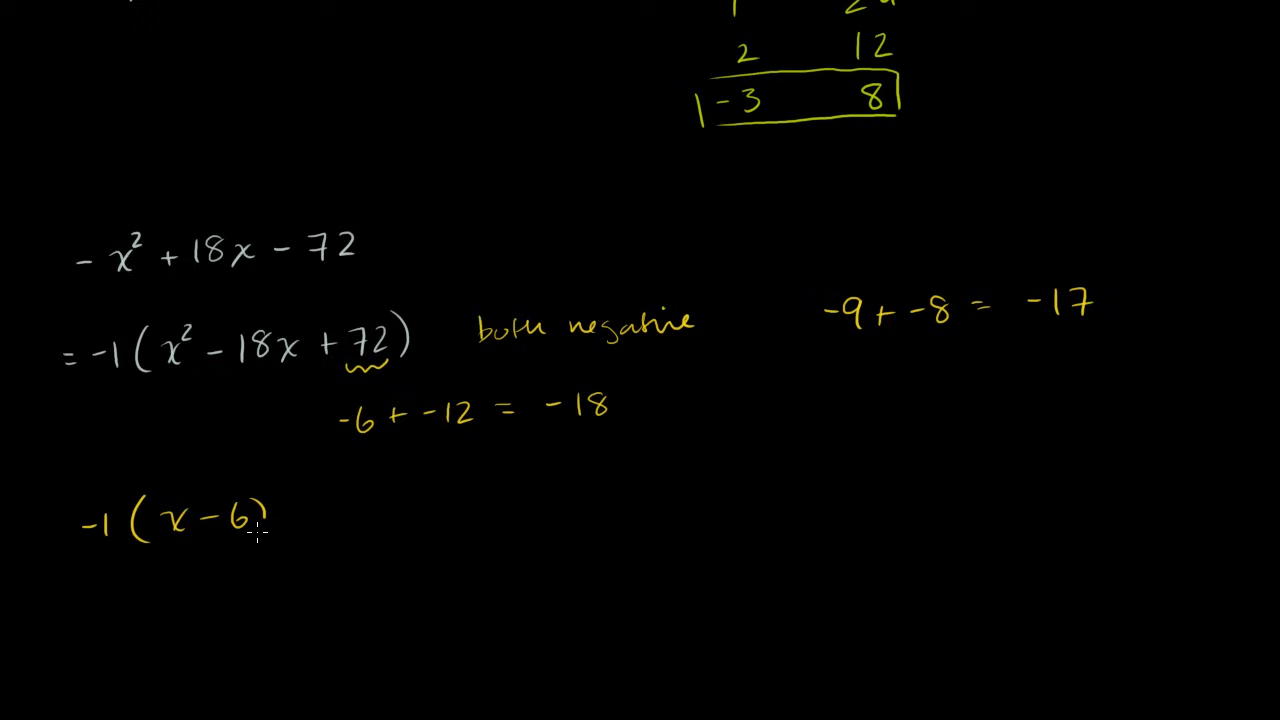 2 12
-3 8
-x² + 18x - 72
= -1(x² - 18x + 72) both negative -9 + -8 = -17
-6 + -12 = -18
-1(x - 6)